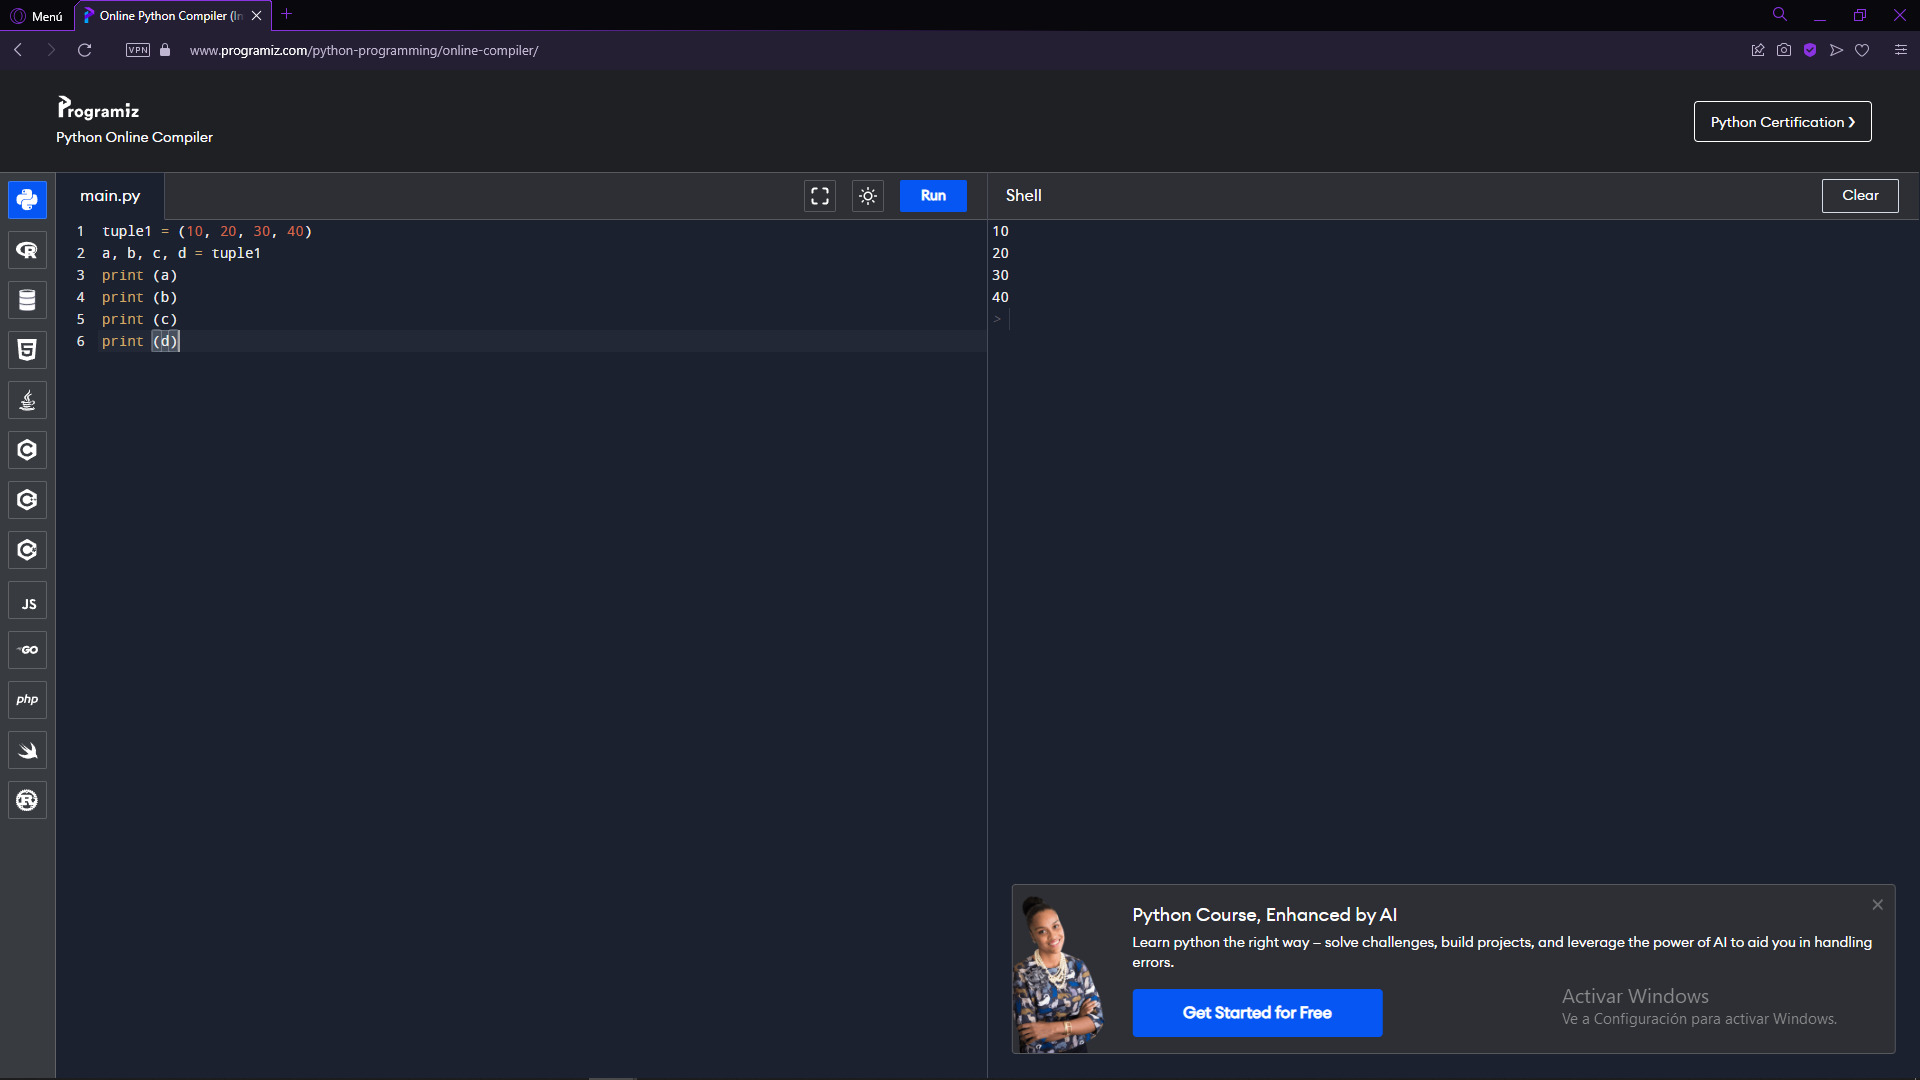 Menú
Online Python Compiler (In
VPN
www.programiz.com/python-programming/online-compiler/
Programiz
Python Online Compiler
Python Certification ❯
main.py
Run
Shell
Clear
1 tuple1 = (10, 20, 30, 40)
2 a, b, c, d = tuple1
3 print (a)
4 print (b)
5 print (c)
6 print (d)
10
20
30
40
>
R
5
C
C
C
JS
GO
php
R
Python Course, Enhanced by AI
Learn python the right way – solve challenges, build projects, and leverage the power of AI to aid you in handling
errors.
Get Started for Free
Activar Windows
Ve a Configuración para activar Windows.